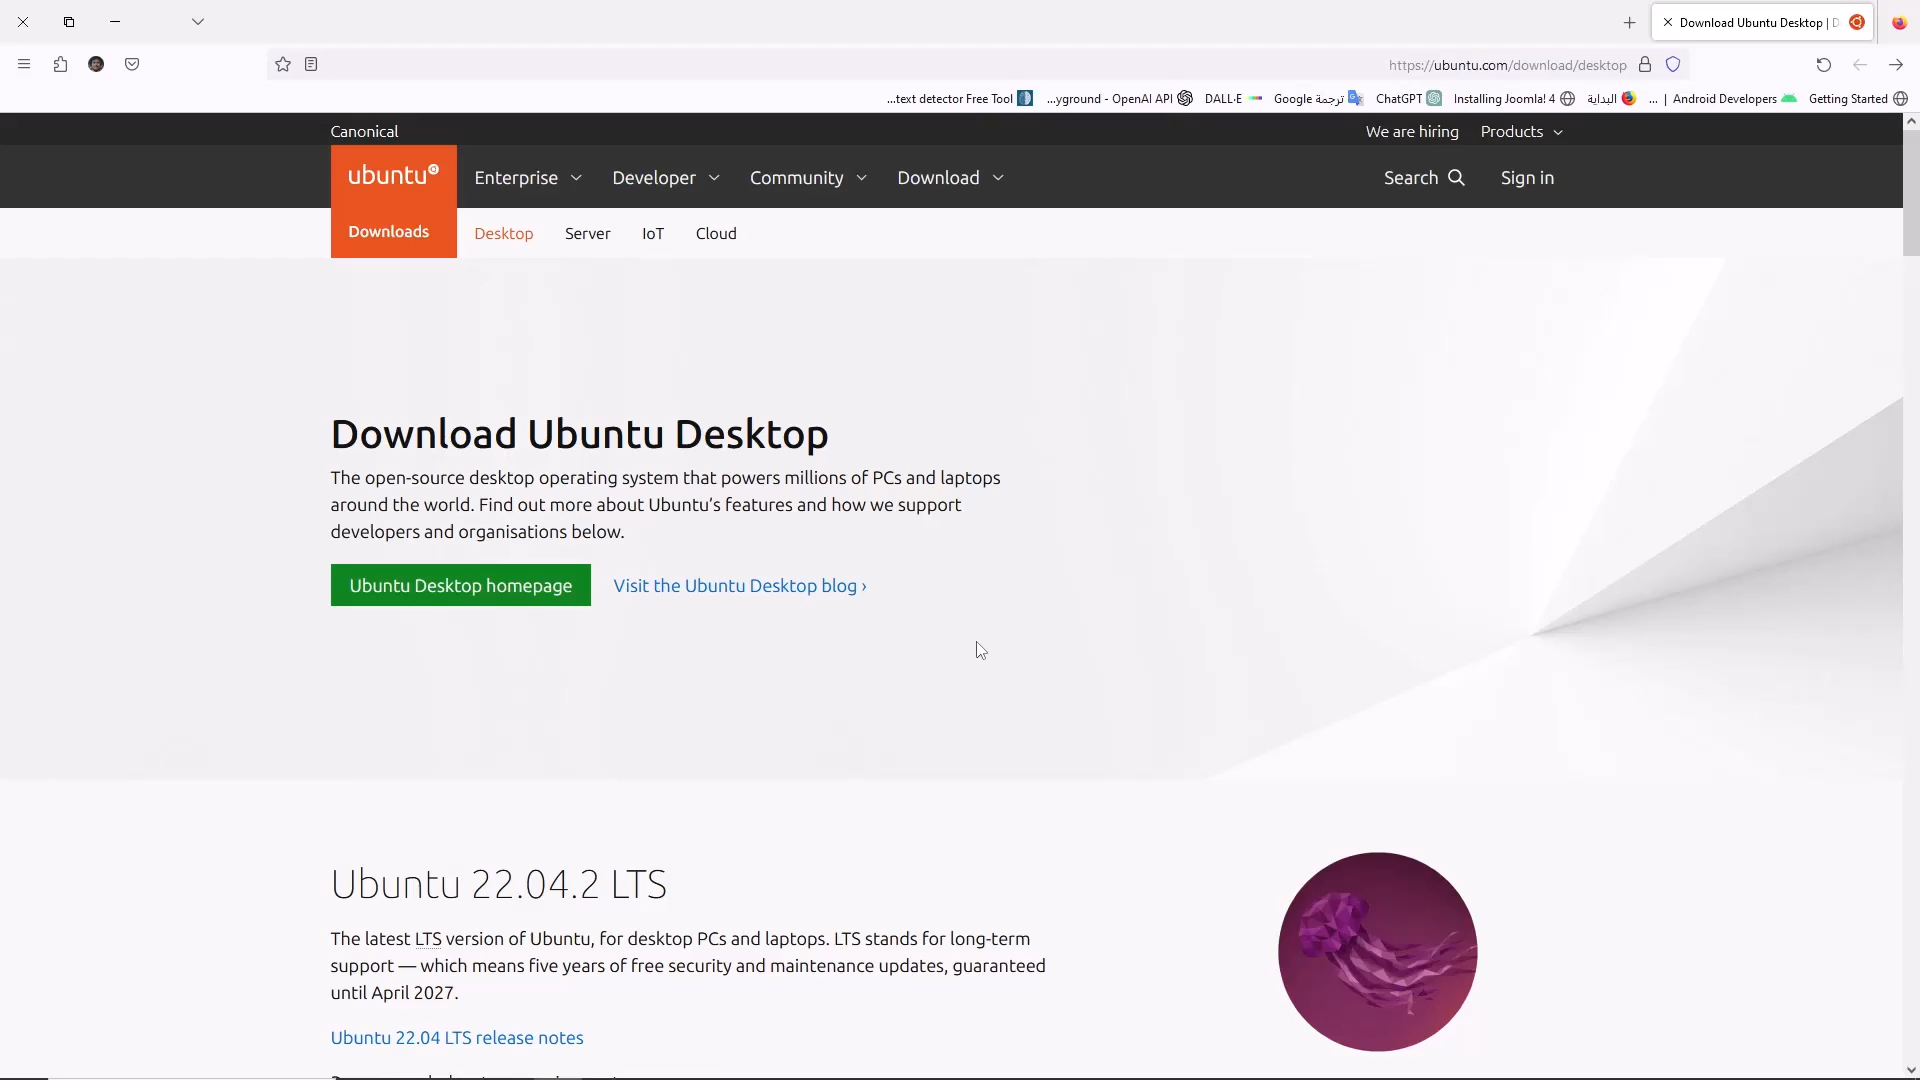 Download Ubuntu Desktop | D
https://ubuntu.com/download/desktop
...text detector Free Tool
...yground - OpenAI API
DALL·E
ترجمة Google
ChatGPT
Installing Joomla! 4
البداية
... | Android Developers
Getting Started
Canonical
We are hiring
Products
ubuntu
Enterprise
Developer
Community
Download
Search
Sign in
Downloads
Desktop
Server
IoT
Cloud
Download Ubuntu Desktop
The open-source desktop operating system that powers millions of PCs and laptops
around the world. Find out more about Ubuntu’s features and how we support
developers and organisations below.
Ubuntu Desktop homepage
Visit the Ubuntu Desktop blog ›
Ubuntu 22.04.2 LTS
The latest LTS version of Ubuntu, for desktop PCs and laptops. LTS stands for long-term
support — which means five years of free security and maintenance updates, guaranteed
until April 2027.
Ubuntu 22.04 LTS release notes